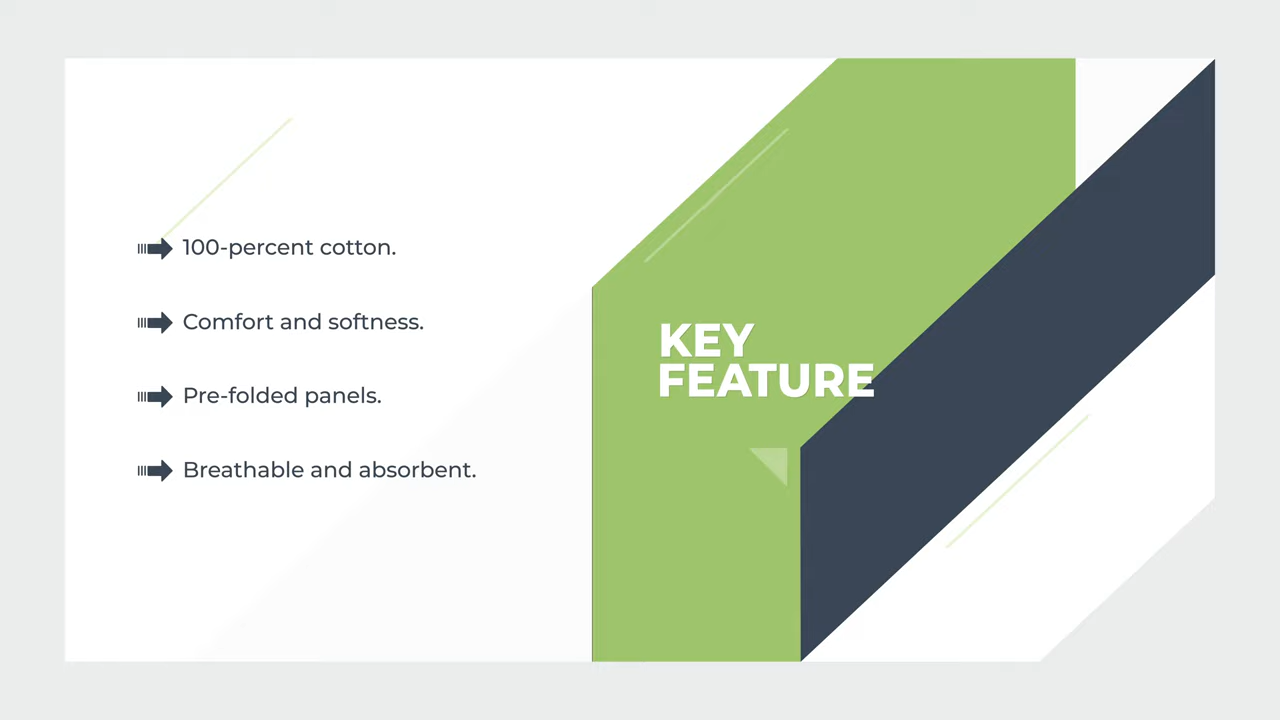 100-percent cotton.
Comfort and softness.
Pre-folded panels.
Breathable and absorbent.
KEY
FEATURE